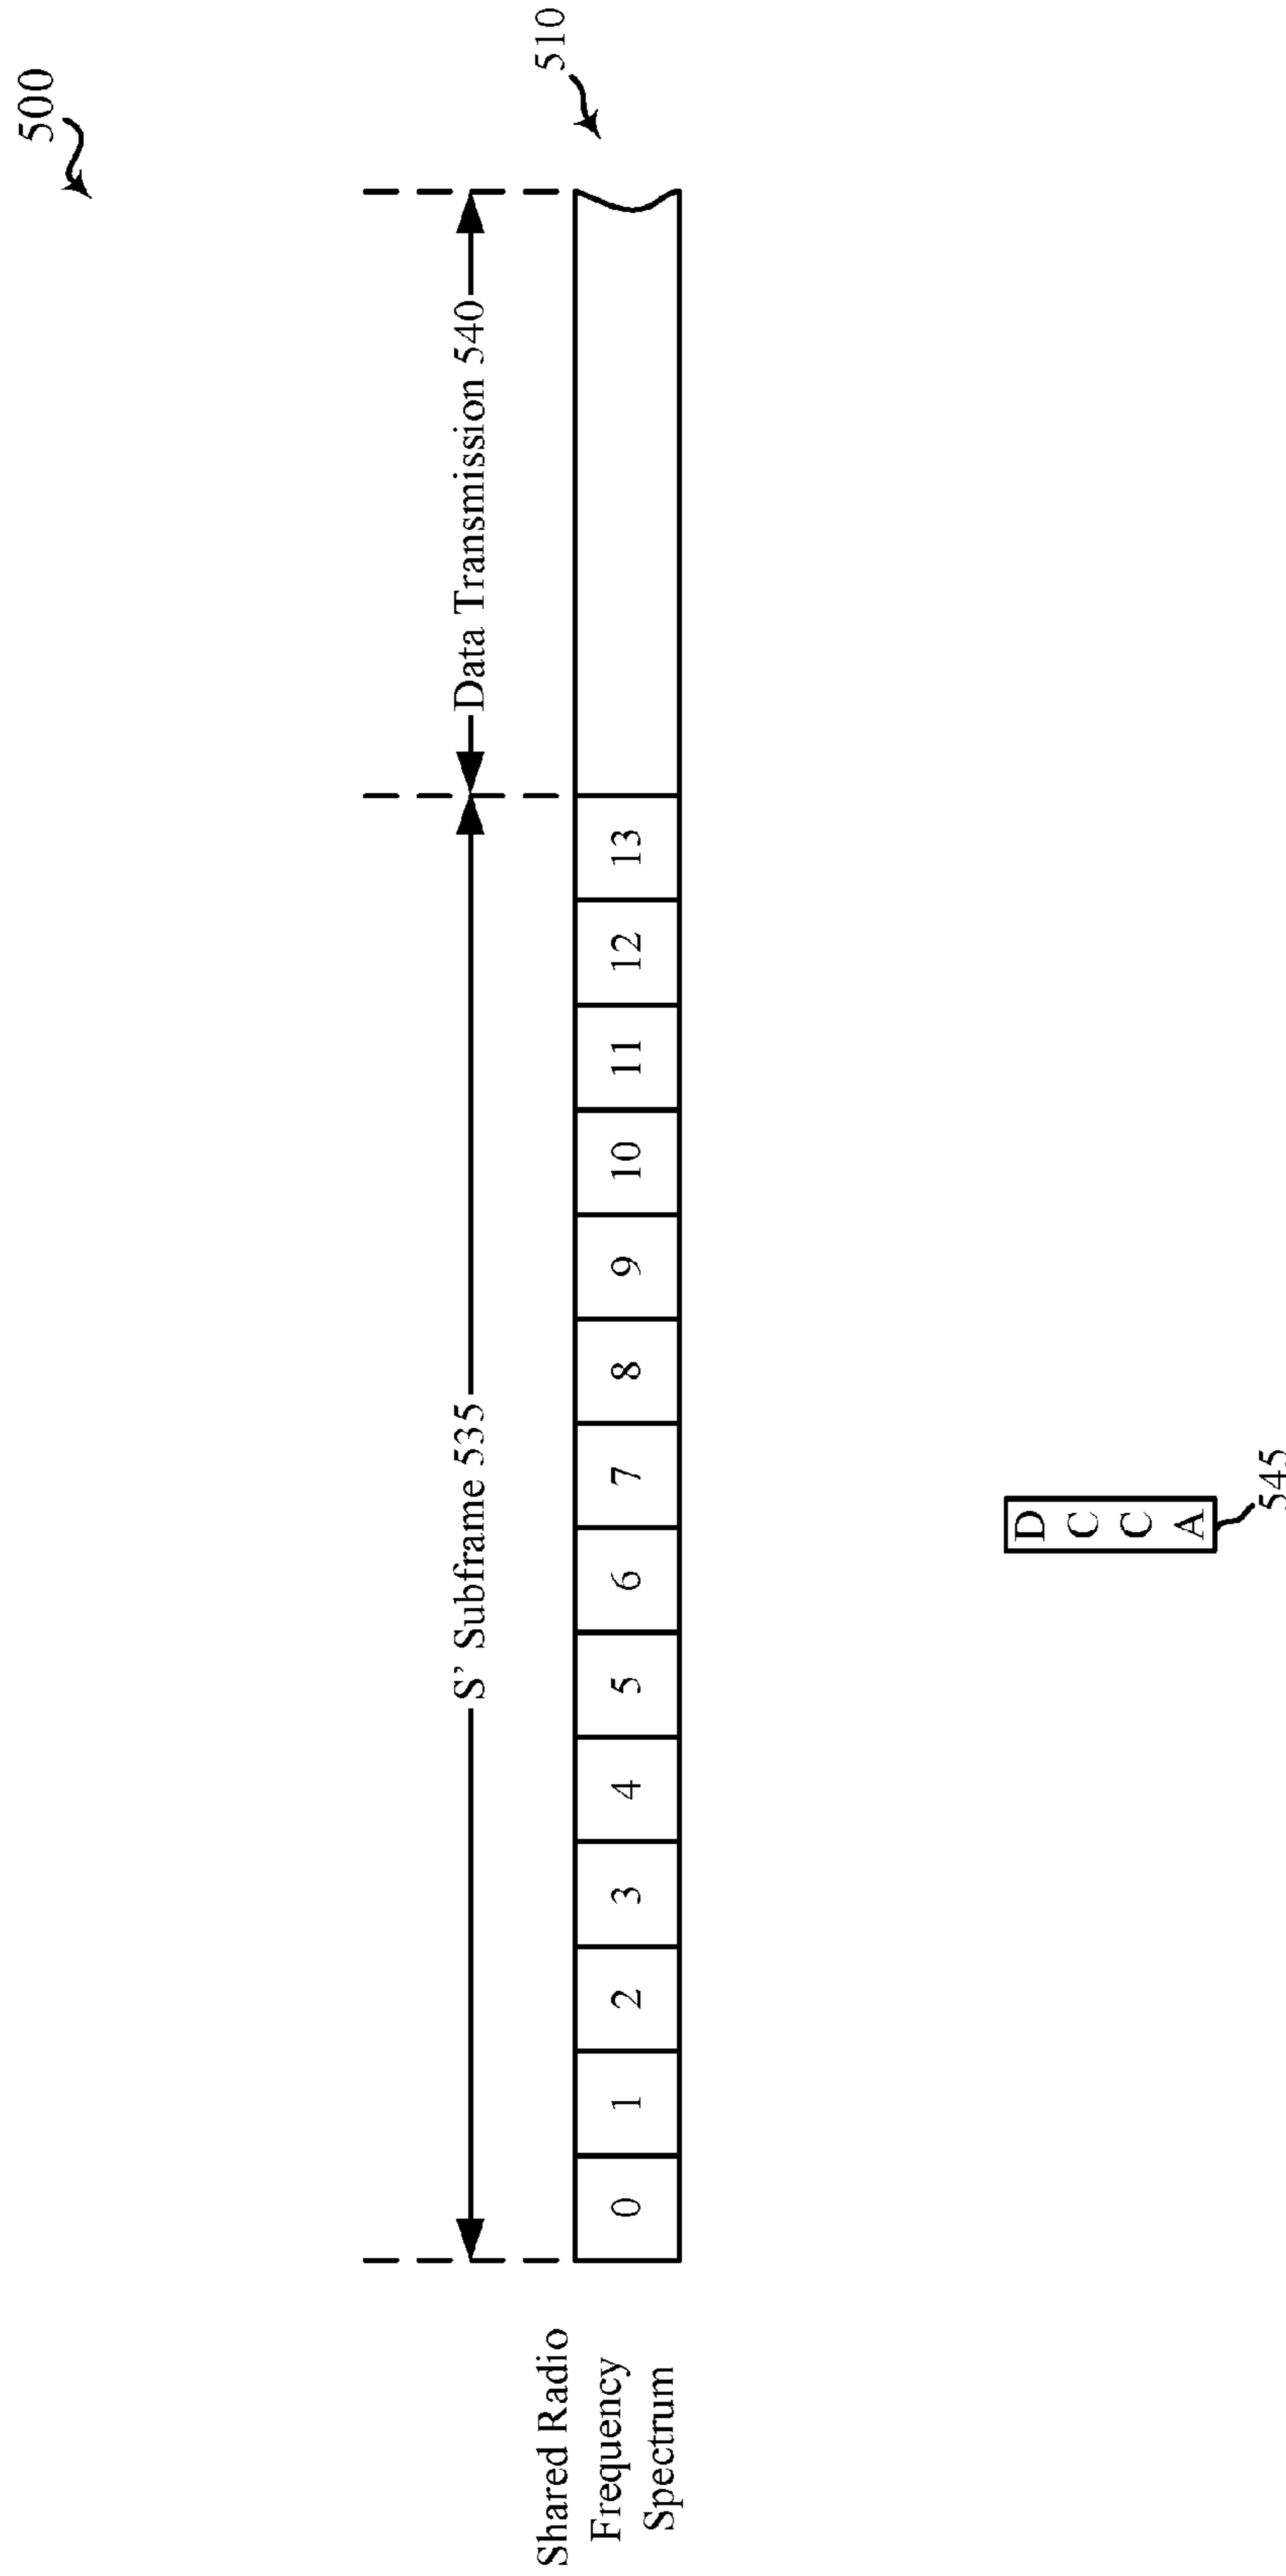 500
510
S’ Subframe 535
Data Transmission 540
Shared Radio
Frequency
Spectrum
0
1
2
3
4
5
6
7
8
9
10
11
12
13
D
C
C
A
545